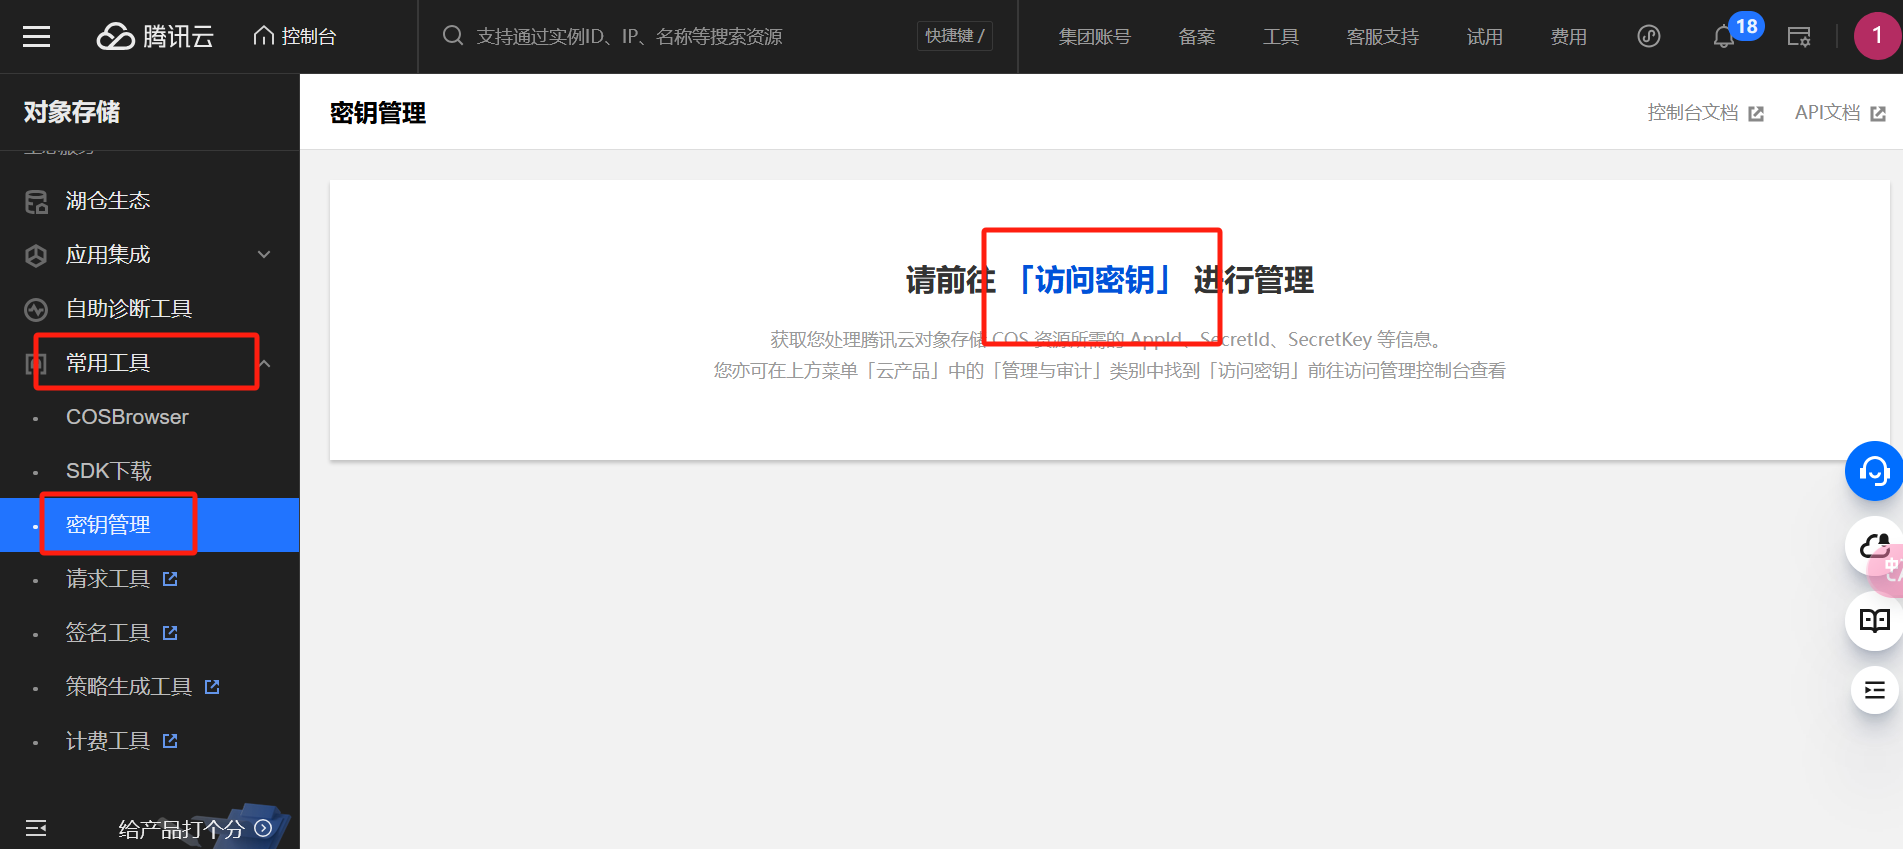 腾讯云
控制台
支持通过实例ID、IP、名称等搜索资源
快捷键 /
集团账号
备案
工具
客服支持
试用
费用
18
1
对象存储
密钥管理
控制台文档
API文档
湖仓生态
应用集成
自助诊断工具
常用工具
COSBrowser
SDK下载
密钥管理
请求工具
签名工具
策略生成工具
计费工具
给产品打个分
请前往 「访问密钥」 进行管理
获取您处理腾讯云对象存储 COS 资源所需的 AppId、SecretId、SecretKey 等信息。
您亦可在上方菜单「云产品」中的「管理与审计」类别中找到「访问密钥」前往访问管理控制台查看